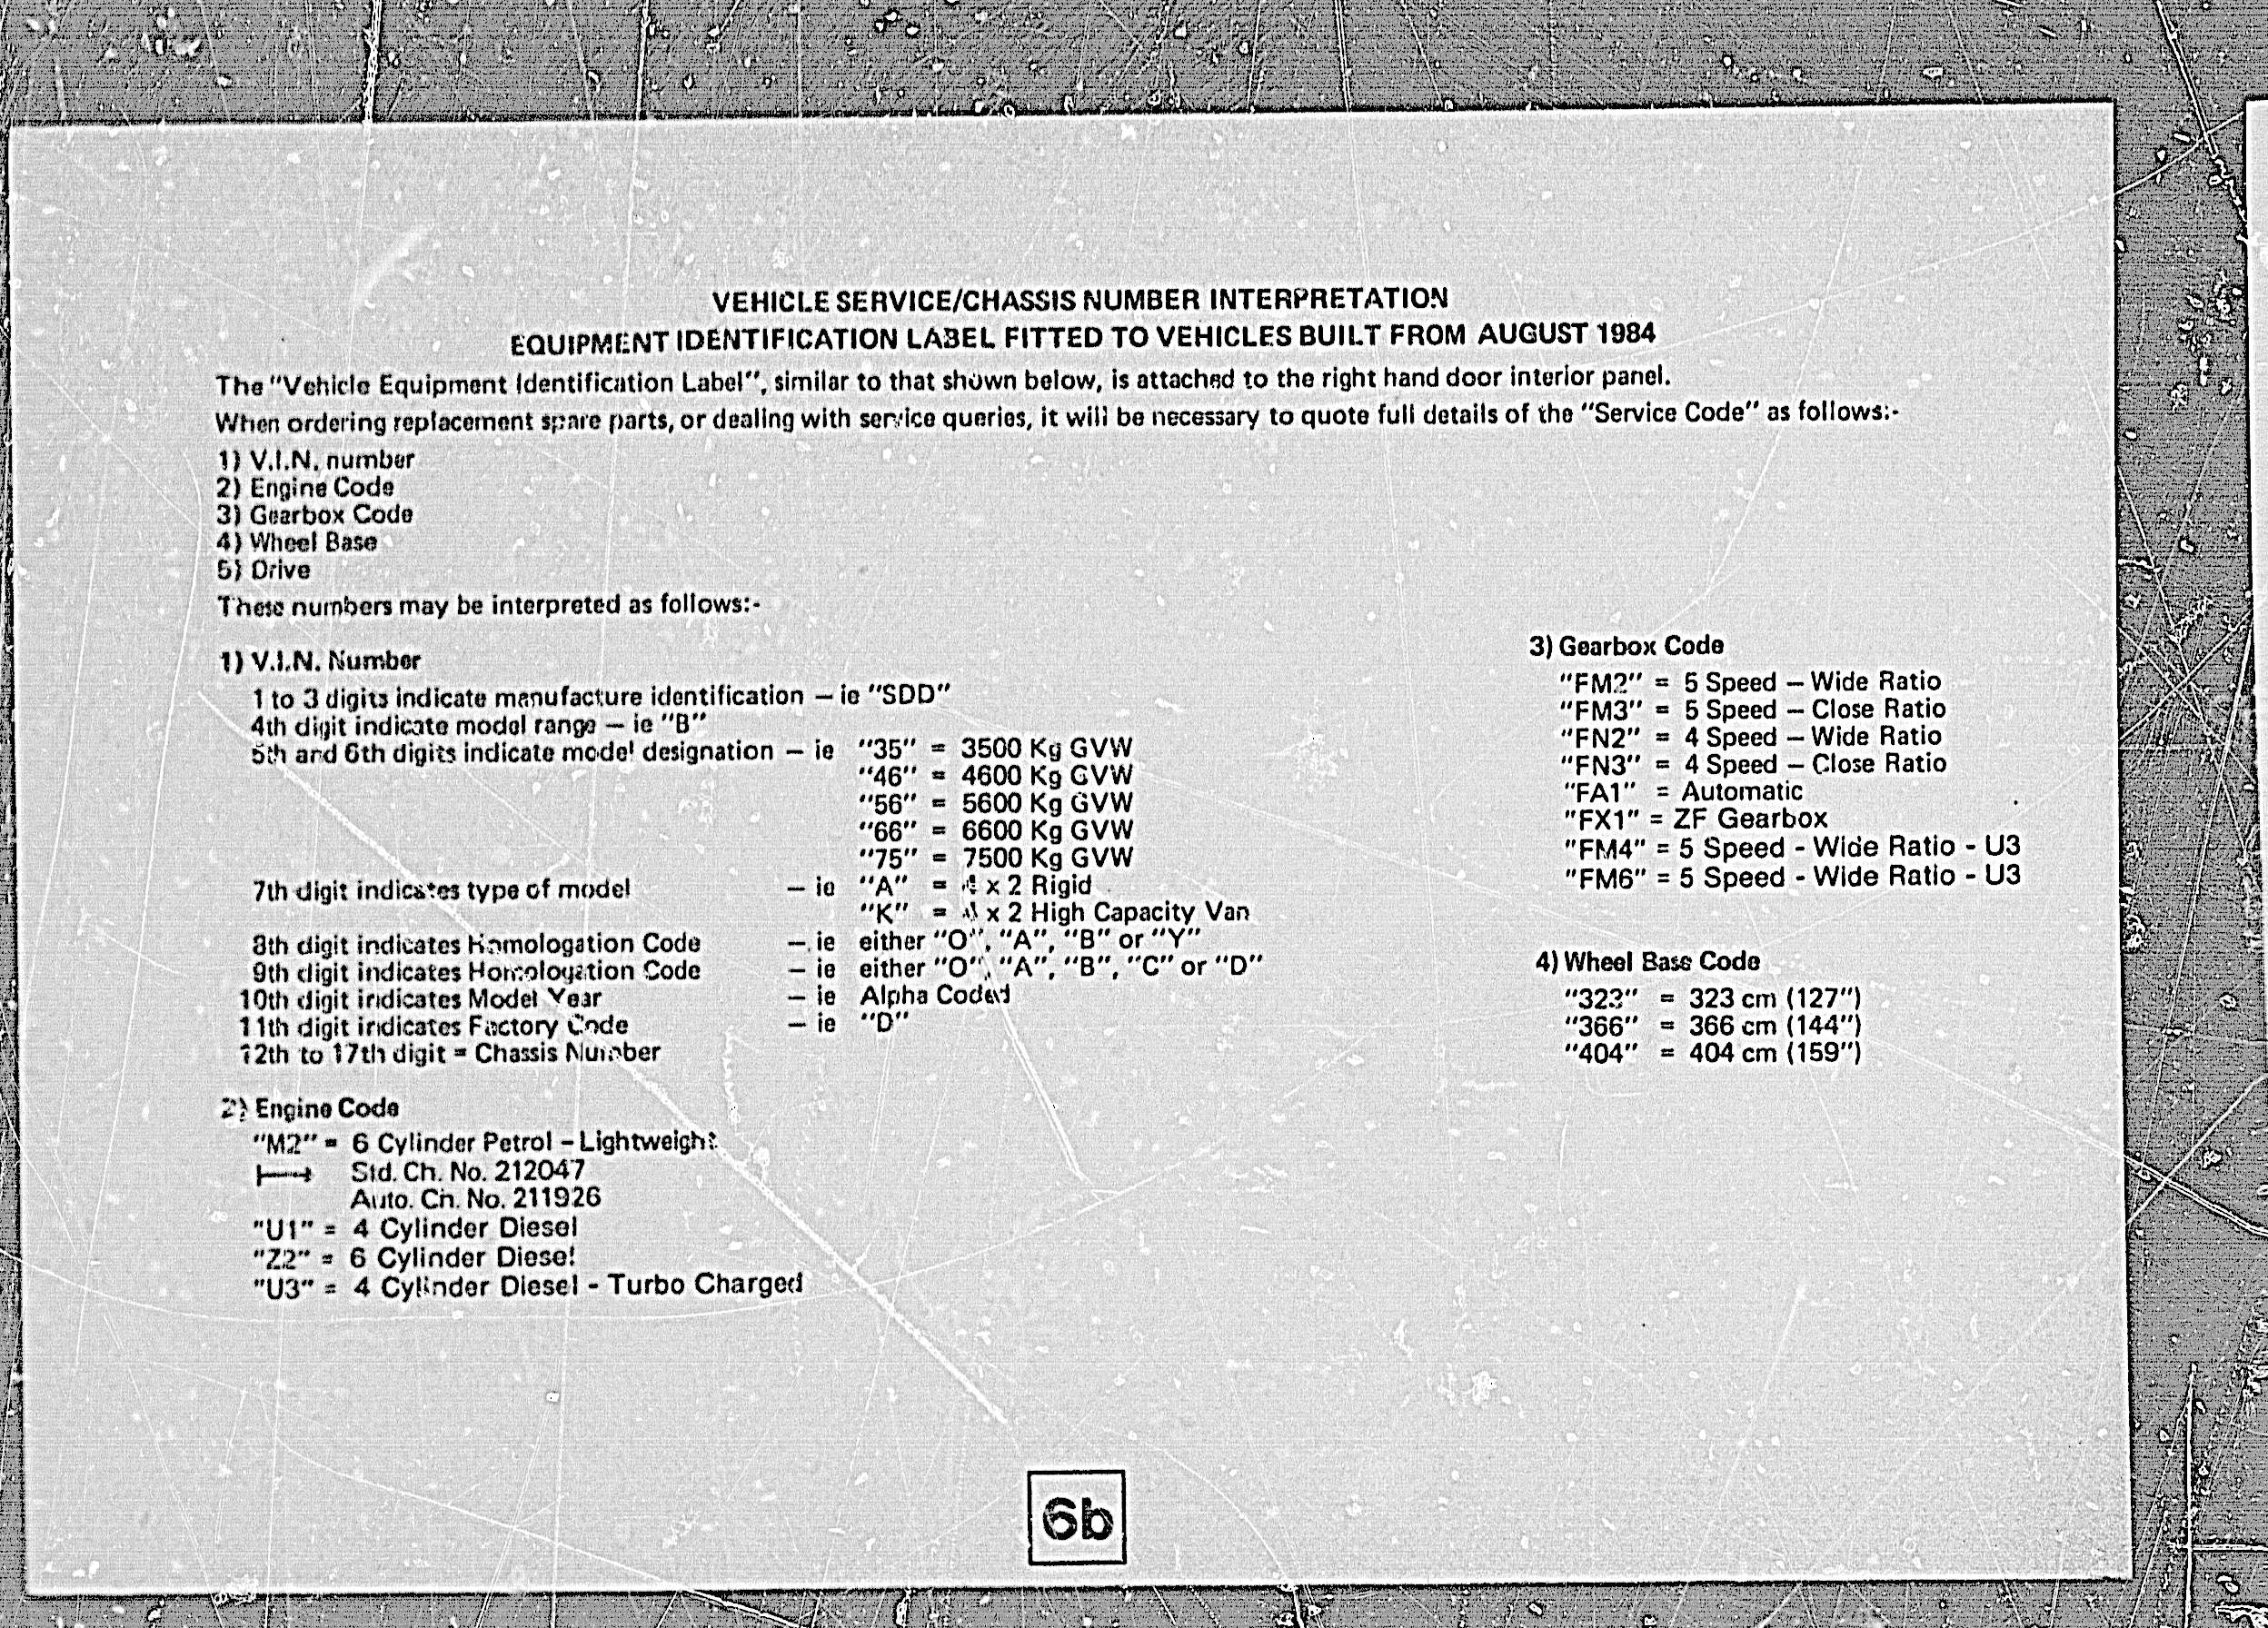 VEHICLE SERVICE/CHASSIS NUMBER INTERPRETATION
EQUIPMENT IDENTIFICATION LABEL FITTED TO VEHICLES BUILT FROM AUGUST 1984
The "Vehicle Equipment Identification Label", similar to that shown below, is attached to the right hand door interior panel.
When ordering replacement spare parts, or dealing with service queries, it will be necessary to quote full details of the "Service Code" as follows:-
1) V.I.N. number
2) Engine Code
3) Gearbox Code
4) Wheel Base
5) Drive
These numbers may be interpreted as follows:-
1) V.I.N. Number
1 to 3 digits indicate manufacture identification – ie "SDD"
4th digit indicate model range – ie "B"
5th and 6th digits indicate model designation – ie "35" = 3500 Kg GVW
"46" = 4600 Kg GVW
"56" = 5600 Kg GVW
"66" = 6600 Kg GVW
"75" = 7500 Kg GVW
7th digit indicates type of model – ie "A" = 4 x 2 Rigid
"K" = 4 x 2 High Capacity Van
8th digit indicates Homologation Code – ie either "O", "A", "B" or "Y"
9th digit indicates Homologation Code – ie either "O", "A", "B", "C" or "D"
10th digit indicates Model Year – ie Alpha Coded
11th digit indicates Factory Code – ie "D"
12th to 17th digit = Chassis Number
2) Engine Code
"M2" = 6 Cylinder Petrol – Lightweight
Std. Ch. No. 212047
Auto. Ch. No. 211926
"U1" = 4 Cylinder Diesel
"Z2" = 6 Cylinder Diesel
"U3" = 4 Cylinder Diesel - Turbo Charged
3) Gearbox Code
"FM2" = 5 Speed – Wide Ratio
"FM3" = 5 Speed – Close Ratio
"FN2" = 4 Speed – Wide Ratio
"FN3" = 4 Speed – Close Ratio
"FA1" = Automatic
"FX1" = ZF Gearbox
"FM4" = 5 Speed - Wide Ratio - U3
"FM6" = 5 Speed - Wide Ratio - U3
4) Wheel Base Code
"323" = 323 cm (127")
"366" = 366 cm (144")
"404" = 404 cm (159")
6b